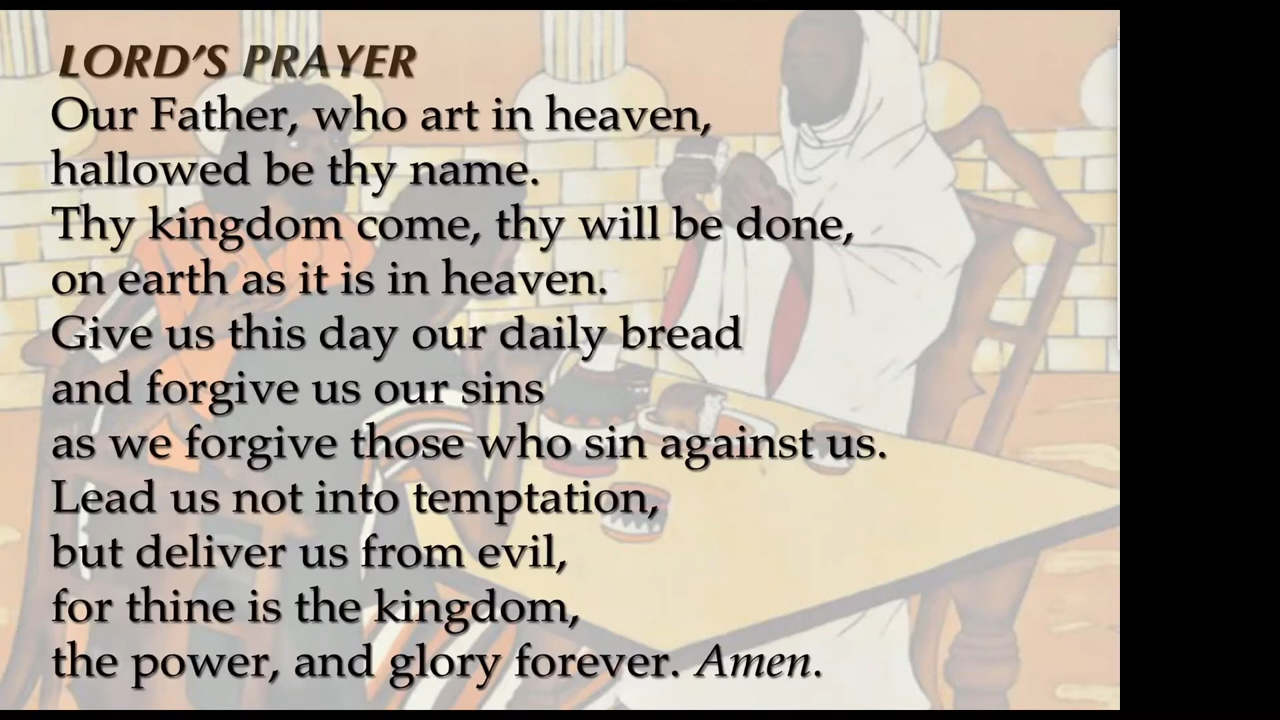 LORD’S PRAYER
Our Father, who art in heaven,
hallowed be thy name.
Thy kingdom come, thy will be done,
on earth as it is in heaven.
Give us this day our daily bread
and forgive us our sins
as we forgive those who sin against us.
Lead us not into temptation,
but deliver us from evil,
for thine is the kingdom,
the power, and glory forever. Amen.